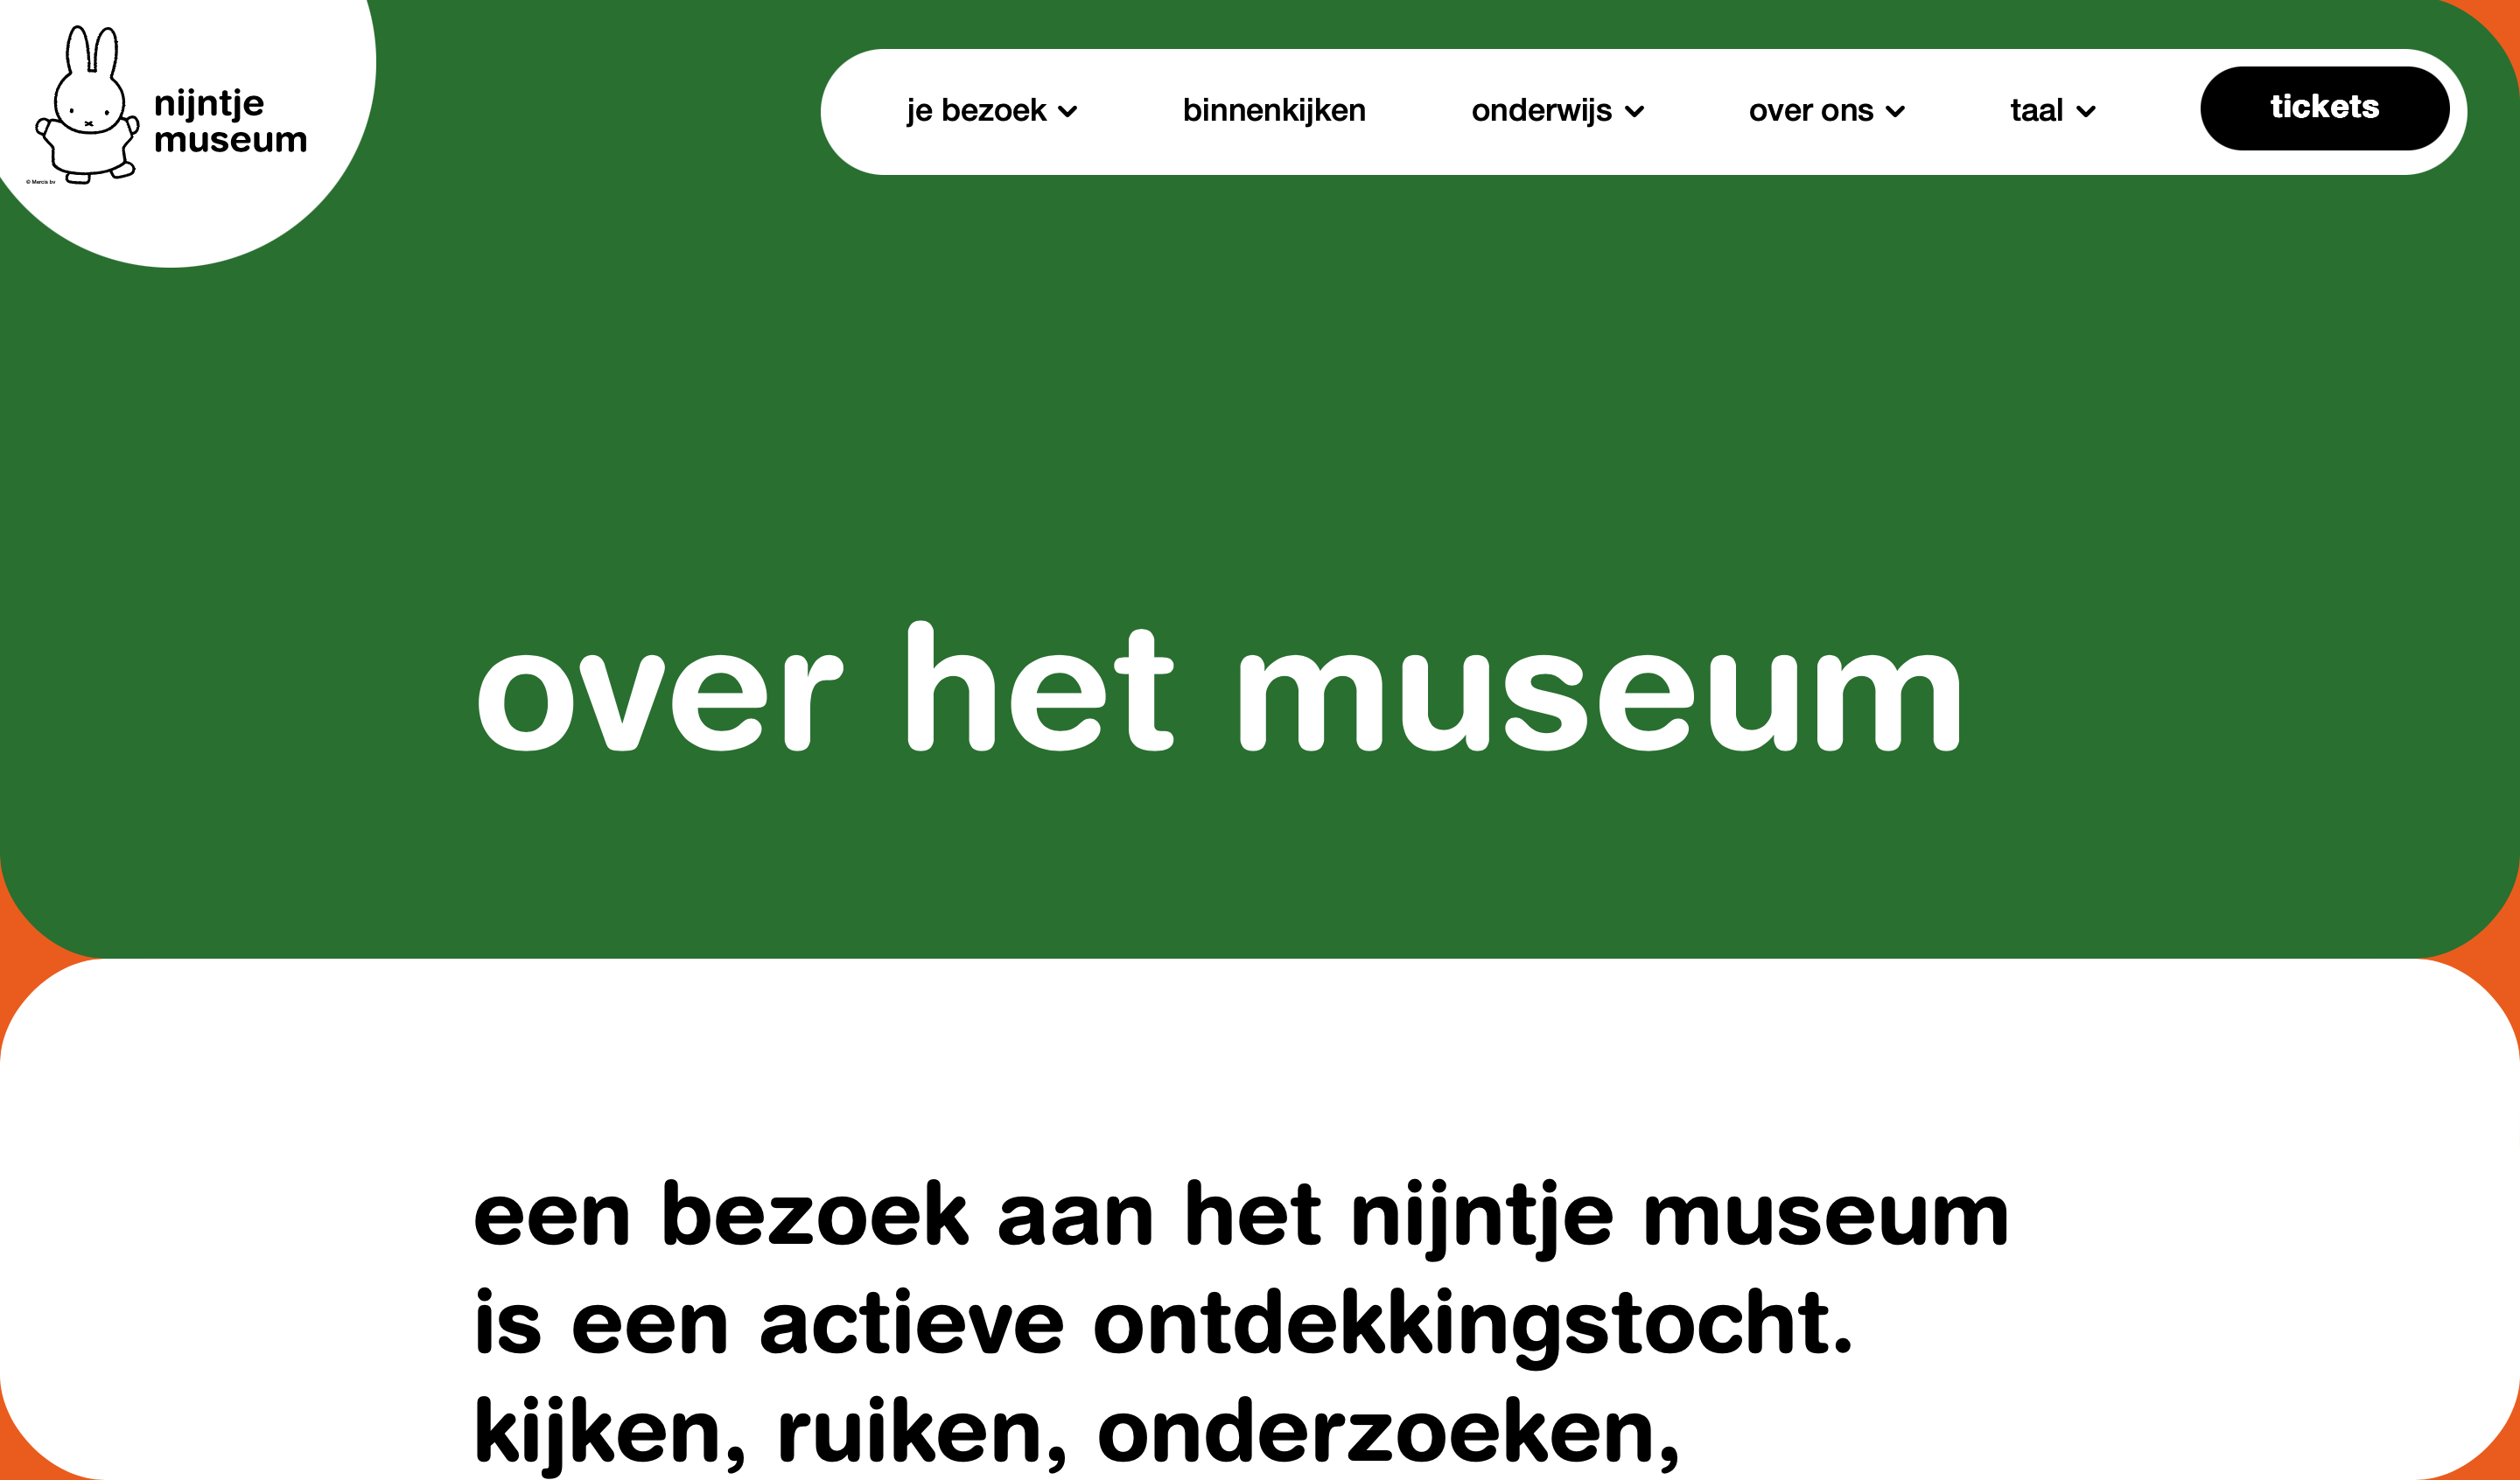 nijntje
museum
© Mercis bv
je bezoek
binnenkijken
onderwijs
over ons
taal
tickets
over het museum
een bezoek aan het nijntje museum
is een actieve ontdekkingstocht.
kijken, ruiken, onderzoeken,